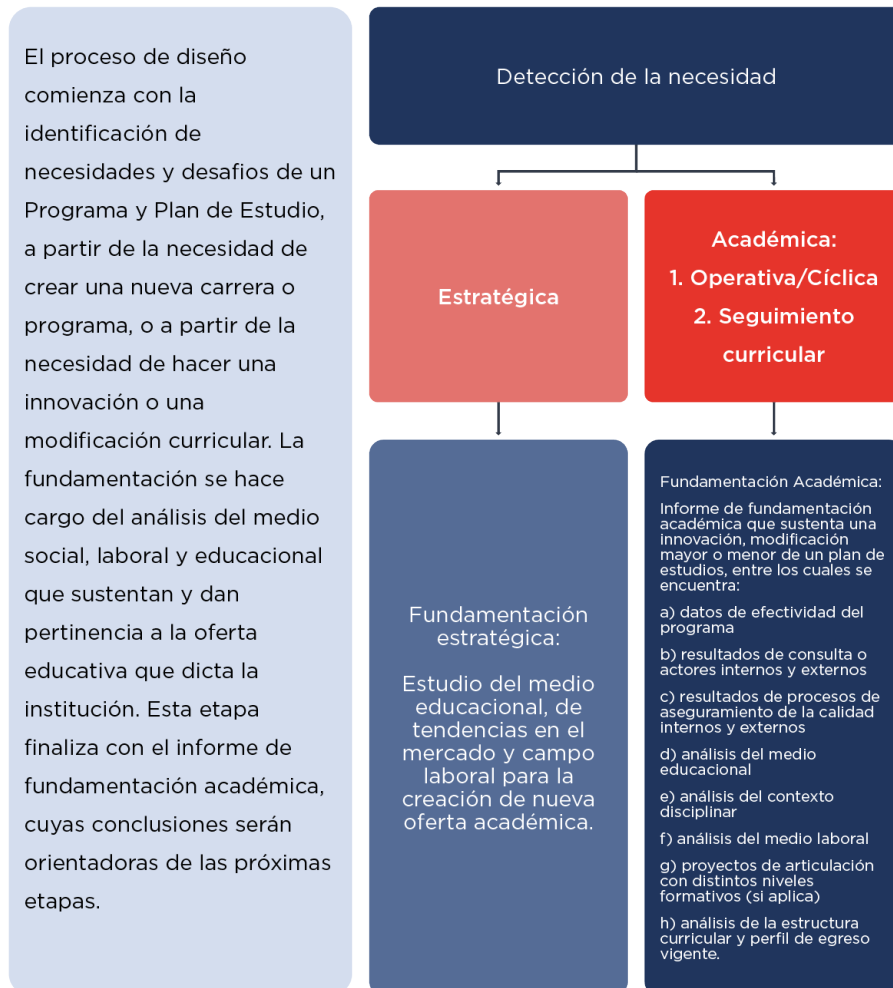 El proceso de diseño
comienza con la
identificación de
necesidades y desafios de un
Programa y Plan de Estudio,
a partir de la necesidad de
crear una nueva carrera o
programa, o a partir de la
necesidad de hacer una
innovación o una
modificación curricular. La
fundamentación se hace
cargo del análisis del medio
social, laboral y educacional
que sustentan y dan
pertinencia a la oferta
educativa que dicta la
institución. Esta etapa
finaliza con el informe de
fundamentación académica,
cuyas conclusiones serán
orientadoras de las próximas
etapas.
Detección de la necesidad
Estratégica
Académica:
1. Operativa/Cíclica
2. Seguimiento
curricular
Fundamentación
estratégica:
Estudio del medio
educacional, de
tendencias en el
mercado y campo
laboral para la
creación de nueva
oferta académica.
Fundamentación Académica:
Informe de fundamentación
académica que sustenta una
innovación, modificación
mayor o menor de un plan de
estudios, entre los cuales se
encuentra:
a) datos de efectividad del
programa
b) resultados de consulta o
actores internos y externos
c) resultados de procesos de
aseguramiento de la calidad
internos y externos
d) análisis del medio
educacional
e) análisis del contexto
disciplinar
f) análisis del medio laboral
g) proyectos de articulación
con distintos niveles
formativos (si aplica)
h) análisis de la estructura
curricular y perfil de egreso
vigente.